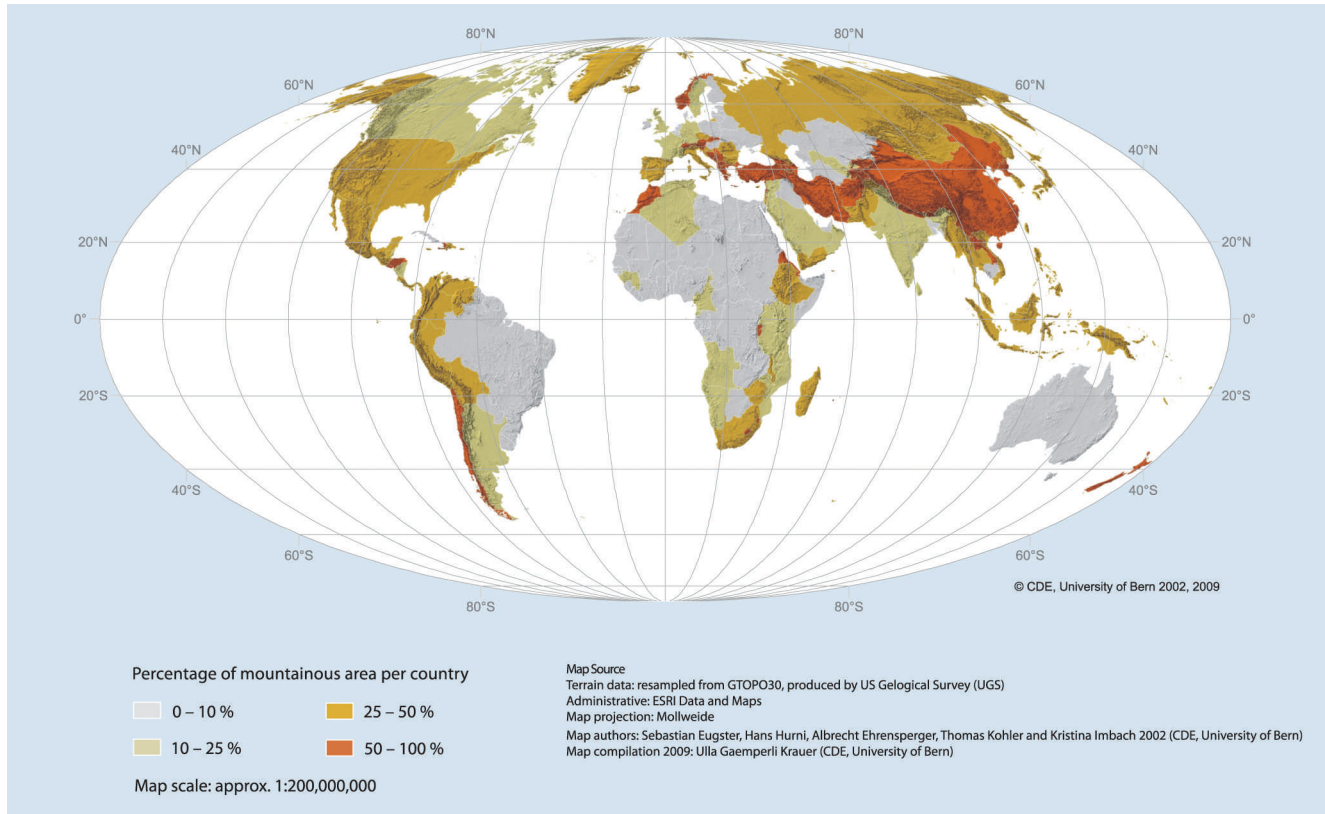 80°N
80°N
60°N
60°N
40°N
40°N
20°N
20°N
0°
0°
20°S
20°S
40°S
40°S
60°S
60°S
80°S
80°S
© CDE, University of Bern 2002, 2009
Percentage of mountainous area per country
0 – 10 %
25 – 50 %
10 – 25 %
50 – 100 %
Map scale: approx. 1:200,000,000
Map Source
Terrain data: resampled from GTOPO30, produced by US Gelogical Survey (UGS)
Administrative: ESRI Data and Maps
Map projection: Mollweide
Map authors: Sebastian Eugster, Hans Hurni, Albrecht Ehrensperger, Thomas Kohler and Kristina Imbach 2002 (CDE, University of Bern)
Map compilation 2009: Ulla Gaemperli Krauer (CDE, University of Bern)